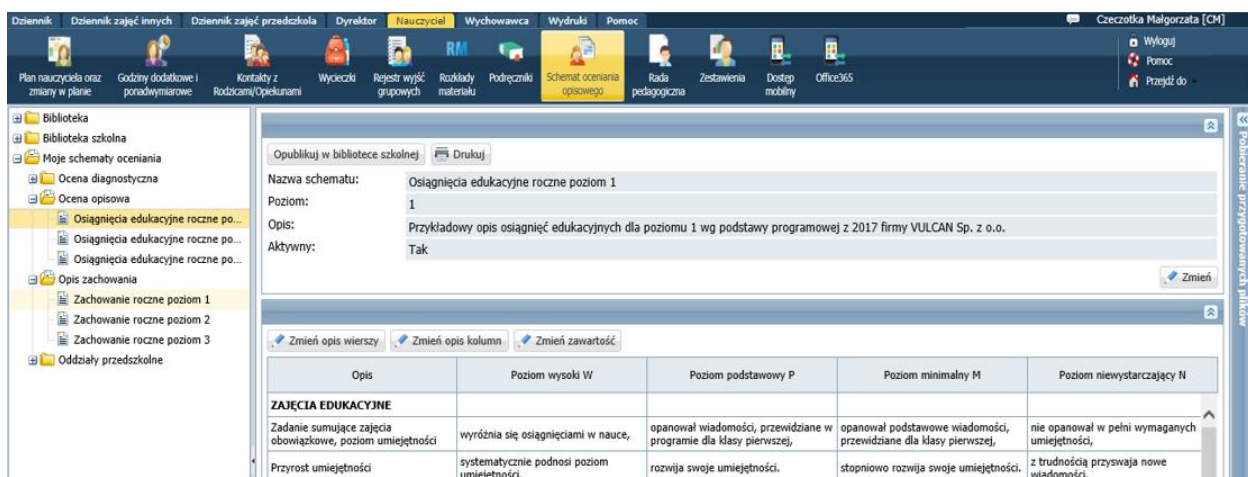 Dziennik Dziennik zajęć innych Dziennik zajęć przedszkola Dyrektor Nauczyciel Wychowawca Wydruki Pomoc Czeczotka Małgorzata [CM]
Plan nauczyciela oraz zmiany w planie
Godziny dodatkowe i ponadwymiarowe
Kontakty z Rodzicami/Opiekunami
Wycieczki
Rejestr wyjść grupowych
RM
Rozkłady materiału
Podręczniki
Schemat oceniania opisowego
Rada pedagogiczna
Zestawienia
Dostęp mobilny
Office365
Wyloguj
Pomoc
Przejdź do
Biblioteka
Biblioteka szkolna
Moje schematy oceniania
Ocena diagnostyczna
Ocena opisowa
Osiągnięcia edukacyjne roczne po...
Osiągnięcia edukacyjne roczne po...
Osiągnięcia edukacyjne roczne po...
Opis zachowania
Zachowanie roczne poziom 1
Zachowanie roczne poziom 2
Zachowanie roczne poziom 3
Oddziały przedszkolne
Opublikuj w bibliotece szkolnej Drukuj
Nazwa schematu: Osiągnięcia edukacyjne roczne poziom 1
Poziom: 1
Opis: Przykładowy opis osiągnięć edukacyjnych dla poziomu 1 wg podstawy programowej z 2017 firmy VULCAN Sp. z o.o.
Aktywny: Tak
Zmień
Zmień opis wierszy Zmień opis kolumn Zmień zawartość
Opis Poziom wysoki W Poziom podstawowy P Poziom minimalny M Poziom niewystarczający N
ZAJĘCIA EDUKACYJNE
Zadanie sumujące zajęcia
obowiązkowe, poziom umiejętności
wyróżnia się osiągnięciami w nauce,
opanował wiadomości, przewidziane w
programie dla klasy pierwszej,
opanował podstawowe wiadomości,
przewidziane dla klasy pierwszej,
nie opanował w pełni wymaganych
umiejętności,
Przyrost umiejętności
systematycznie podnosi poziom
umiejętności.
rozwija swoje umiejętności.
stopniowo rozwija swoje umiejętności.
z trudnością przyswaja nowe
wiadomości.
Pobieranie przygotowanych plików